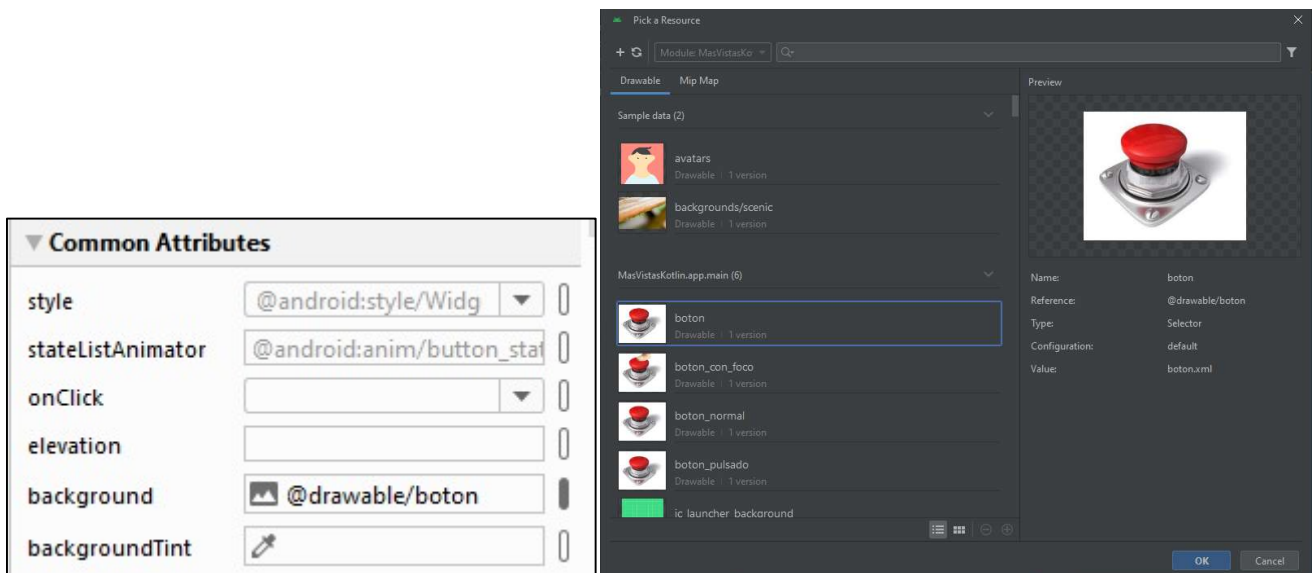 Common Attributes
style @android:style/Widg
stateListAnimator @android:anim/button_stat
onClick
elevation
background @drawable/boton
backgroundTint
Pick a Resource
Module: MasVistasKo
Drawable Mip Map
Sample data (2)
avatars
Drawable | 1 version
backgrounds/scenic
Drawable | 1 version
MasVistasKotlin.app.main (6)
boton
Drawable | 1 version
boton_con_foco
Drawable | 1 version
boton_normal
Drawable | 1 version
boton_pulsado
Drawable | 1 version
ic_launcher_background
Preview
Name: boton
Reference: @drawable/boton
Type: Selector
Configuration: default
Value: boton.xml
OK Cancel